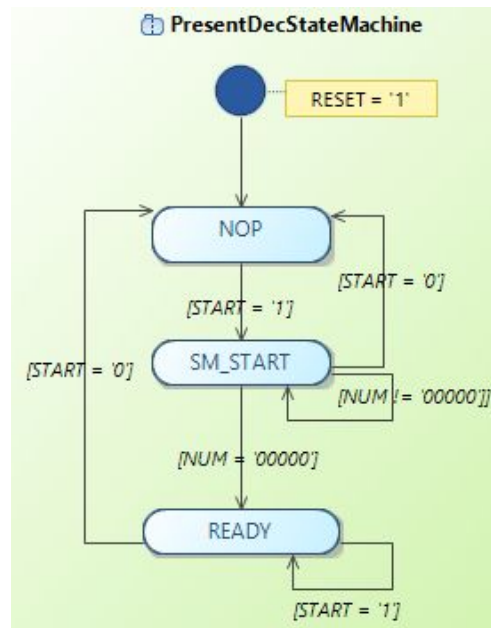 PresentDecStateMachine
RESET = '1'
NOP
[START = '0']
[START = '1']
SM_START
[START = '0']
[NUM != '00000']]
[NUM = '00000']
READY
[START = '1']